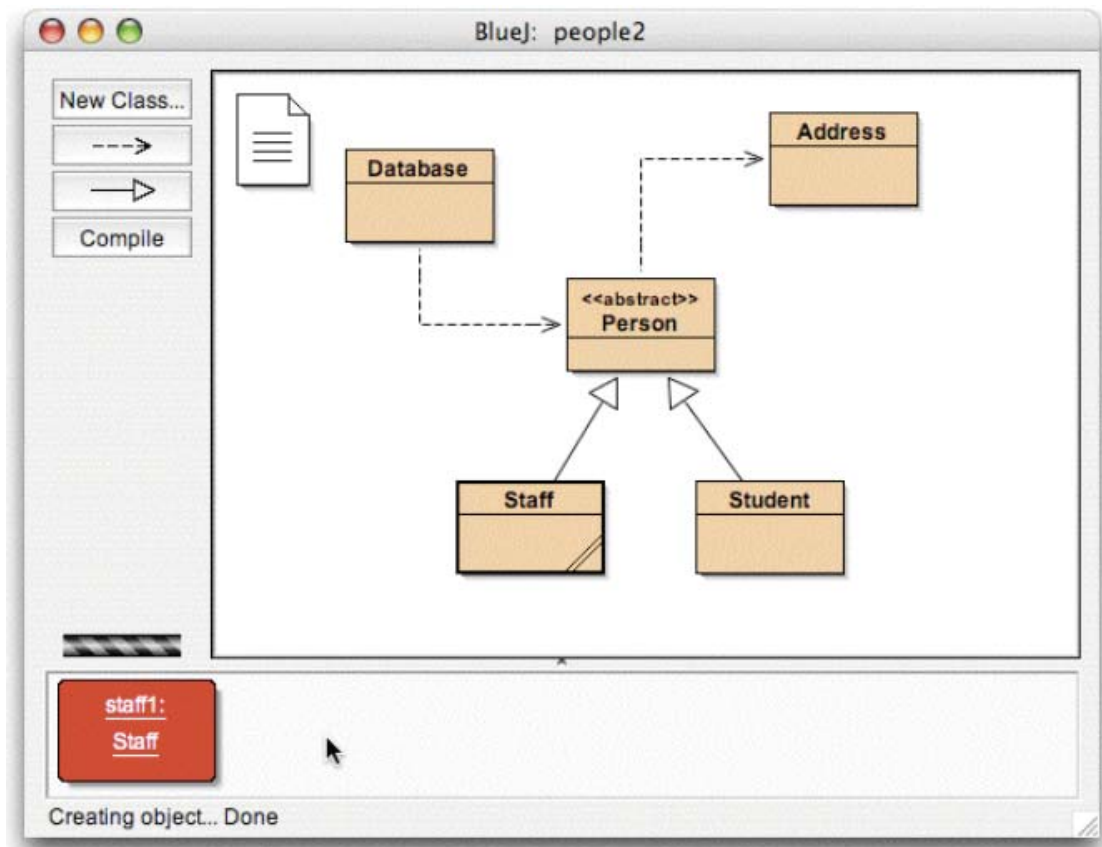 BlueJ: people2
New Class...
Compile
Database
Address
<<abstract>>
Person
Staff
Student
staff1:
Staff
Creating object... Done